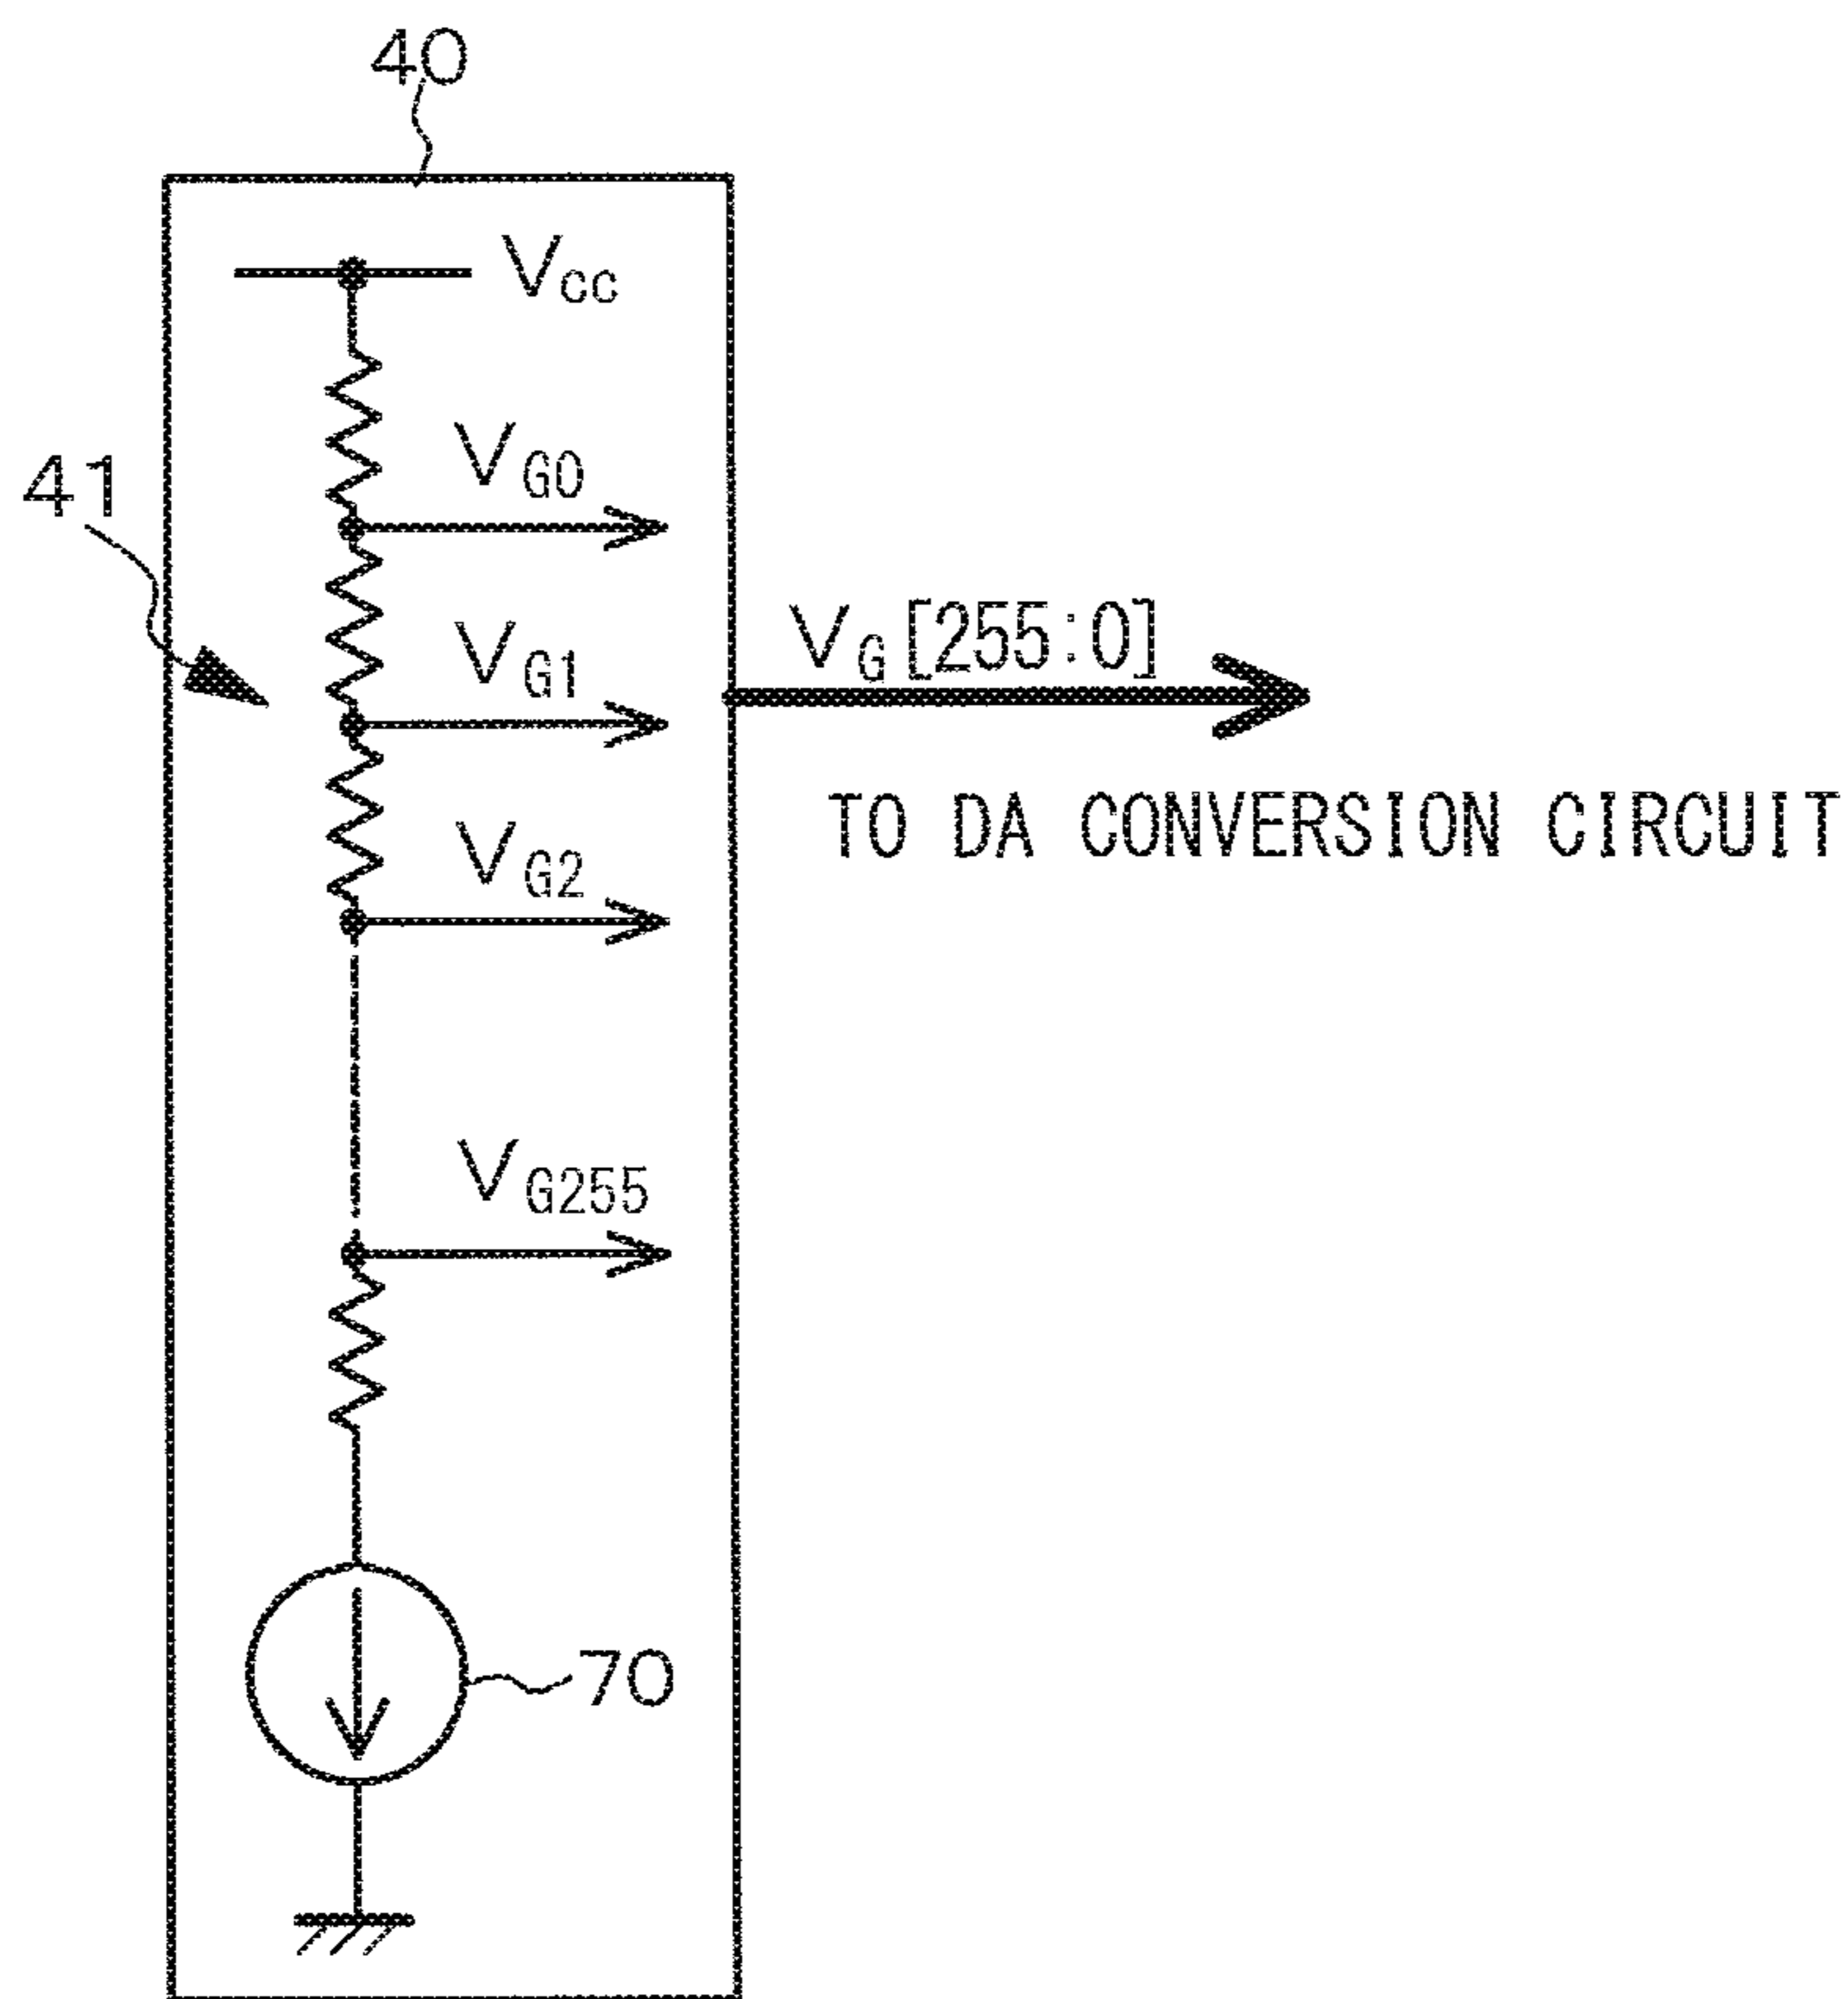 40
Vcc
VG0
41
VG[255:0]
VG1
TO DA CONVERSION CIRCUIT
VG2
VG255
70